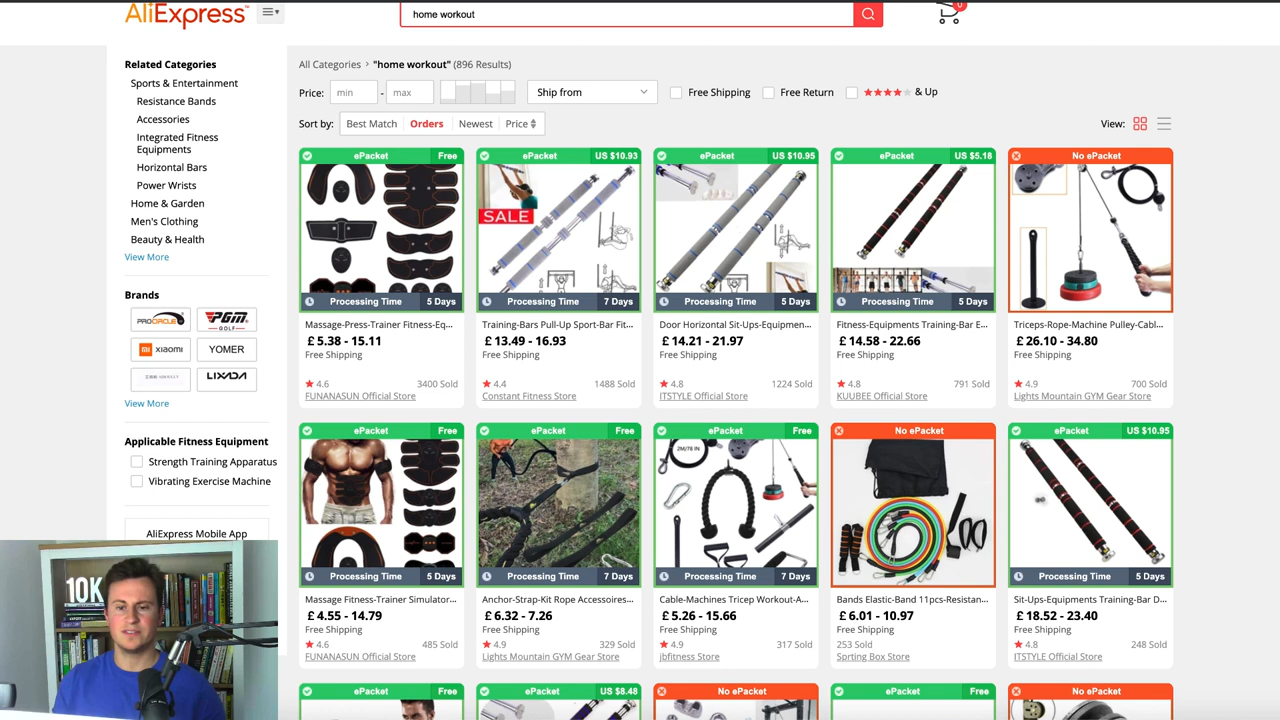 AliExpress™
home workout
0
Related Categories
Sports & Entertainment
Resistance Bands
Accessories
Integrated Fitness
Equipments
Horizontal Bars
Power Wrists
Home & Garden
Men's Clothing
Beauty & Health
View More
Brands
PROCIRCLE
PGM
GOLF
mi xiaomi
YOMER
LIXADA
View More
Applicable Fitness Equipment
Strength Training Apparatus
Vibrating Exercise Machine
AliExpress Mobile App
All Categories > "home workout" (896 Results)
Price: min - max Ship from Free Shipping Free Return & Up
Sort by: Best Match Orders Newest Price View:
ePacket Free
Processing Time 5 Days
Massage-Press-Trainer Fitness-Eq...
£ 5.38 - 15.11
Free Shipping
4.6 3400 Sold
FUNANASUN Official Store
ePacket US $10.93
SALE
Processing Time 7 Days
Training-Bars Pull-Up Sport-Bar Fit...
£ 13.49 - 16.93
Free Shipping
4.4 1488 Sold
Constant Fitness Store
ePacket US $10.95
Processing Time 5 Days
Door Horizontal Sit-Ups-Equipmen...
£ 14.21 - 21.97
Free Shipping
4.8 1224 Sold
ITSTYLE Official Store
ePacket US $5.18
Processing Time 5 Days
Fitness-Equipments Training-Bar E...
£ 14.58 - 22.66
Free Shipping
4.8 791 Sold
KUUBEE Official Store
No ePacket
Triceps-Rope-Machine Pulley-Cabl...
£ 26.10 - 34.80
Free Shipping
4.9 700 Sold
Lights Mountain GYM Gear Store
ePacket Free
Processing Time 5 Days
Massage Fitness-Trainer Simulator...
£ 4.55 - 14.79
Free Shipping
4.6 485 Sold
FUNANASUN Official Store
ePacket Free
Processing Time 7 Days
Anchor-Strap-Kit Rope Accessoires...
£ 6.32 - 7.26
Free Shipping
4.9 329 Sold
Lights Mountain GYM Gear Store
ePacket Free
2M/78 IN
Processing Time 7 Days
Cable-Machines Tricep Workout-A...
£ 5.26 - 15.66
Free Shipping
4.9 317 Sold
jbfitness Store
No ePacket
Bands Elastic-Band 11pcs-Resistan...
£ 6.01 - 10.97
Free Shipping
253 Sold
Sprting Box Store
ePacket US $10.95
Processing Time 5 Days
Sit-Ups-Equipments Training-Bar D...
£ 18.52 - 23.40
Free Shipping
4.8 248 Sold
ITSTYLE Official Store
ePacket Free
ePacket US $8.48
No ePacket
ePacket Free
No ePacket
10K